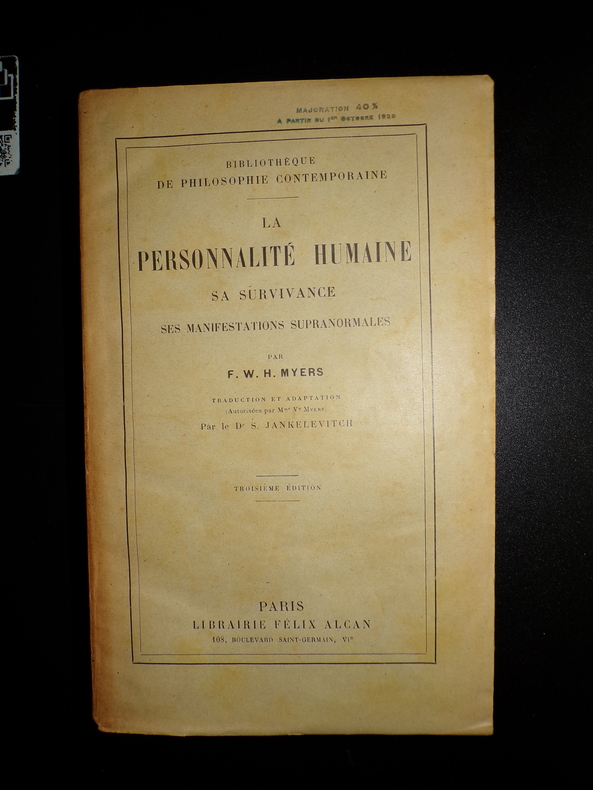 MAJORATION 40 %
A PARTIR DU 1ER OCTOBRE 1926
BIBLIOTHÈQUE
DE PHILOSOPHIE CONTEMPORAINE
LA
PERSONNALITÉ HUMAINE
SA SURVIVANCE
SES MANIFESTATIONS SUPRANORMALES
PAR
F. W. H. MYERS
TRADUCTION ET ADAPTATION
(Autorisées par Mme Ve MYERS)
Par le Dr S. JANKELEVITCH
TROISIÈME ÉDITION
PARIS
LIBRAIRIE FÉLIX ALCAN
108, BOULEVARD SAINT-GERMAIN, VIe